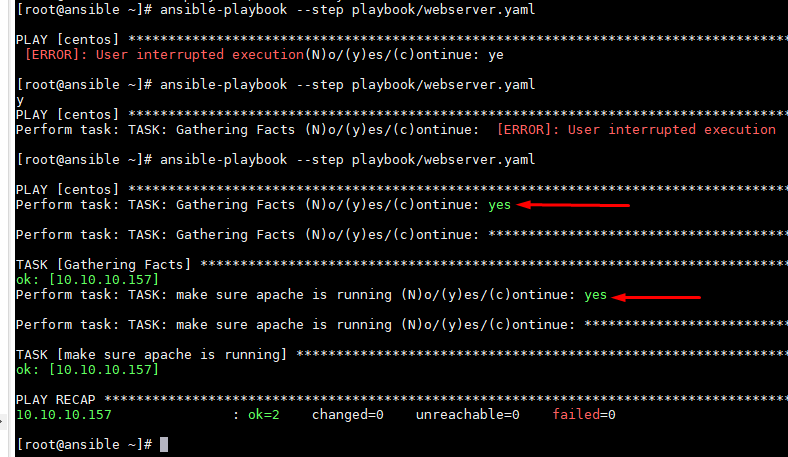 [root@ansible ~]# ansible-playbook --step playbook/webserver.yaml
PLAY [centos] ***********************************************************************************
 [ERROR]: User interrupted execution(N)o/(y)es/(c)ontinue: ye
[root@ansible ~]# ansible-playbook --step playbook/webserver.yaml
y
PLAY [centos] ***********************************************************************************
Perform task: TASK: Gathering Facts (N)o/(y)es/(c)ontinue:  [ERROR]: User interrupted execution
[root@ansible ~]# ansible-playbook --step playbook/webserver.yaml
PLAY [centos] ***********************************************************************************
Perform task: TASK: Gathering Facts (N)o/(y)es/(c)ontinue: yes
Perform task: TASK: Gathering Facts (N)o/(y)es/(c)ontinue: **************************************
TASK [Gathering Facts] **************************************************************************
ok: [10.10.10.157]
Perform task: TASK: make sure apache is running (N)o/(y)es/(c)ontinue: yes
Perform task: TASK: make sure apache is running (N)o/(y)es/(c)ontinue: **************************
TASK [make sure apache is running] **************************************************************
ok: [10.10.10.157]
PLAY RECAP **************************************************************************************
10.10.10.157               : ok=2    changed=0    unreachable=0    failed=0
[root@ansible ~]#